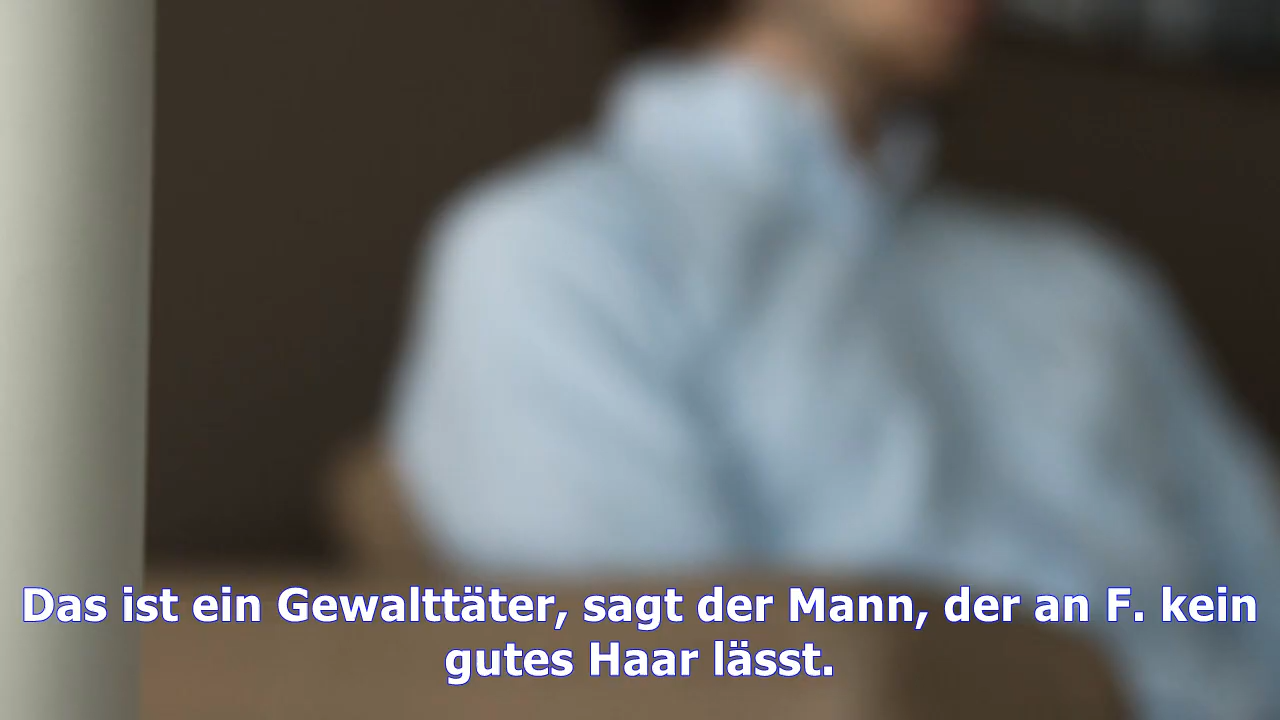 Das ist ein Gewalttäter, sagt der Mann, der an F. kein
gutes Haar lässt.